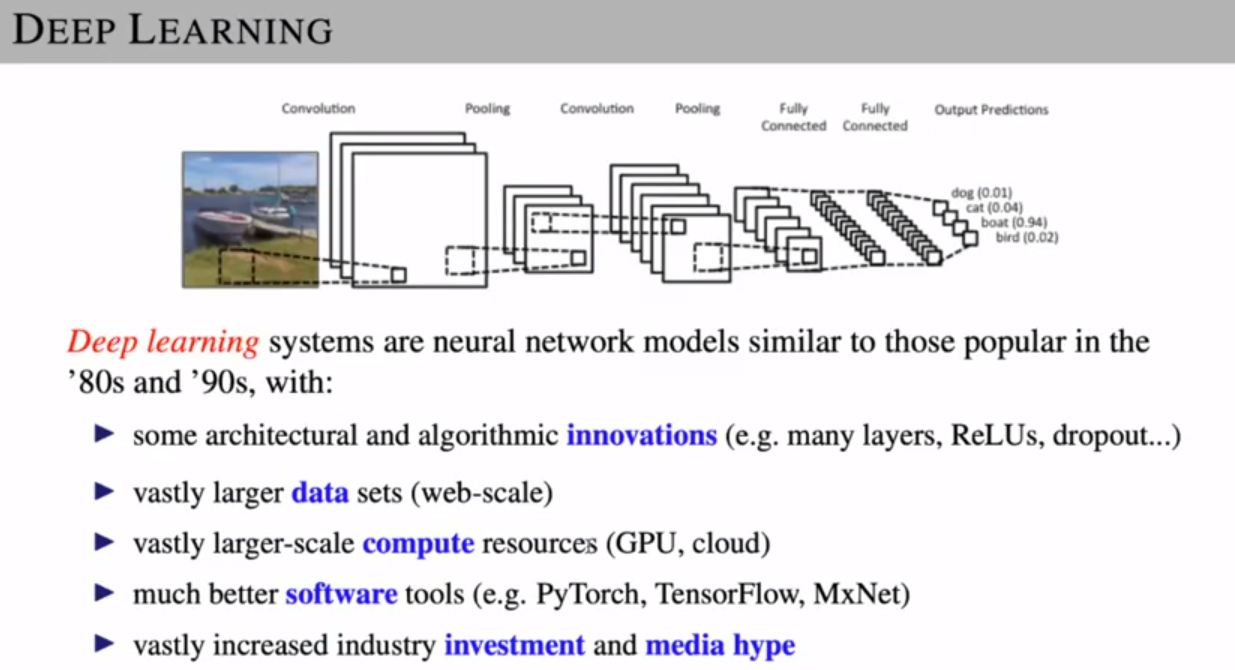 DEEP LEARNING
Convolution Pooling Convolution Pooling Fully Connected Fully Connected Output Predictions
dog (0.01)
cat (0.04)
boat (0.94)
bird (0.02)
Deep learning systems are neural network models similar to those popular in the
’80s and ’90s, with:
▶ some architectural and algorithmic innovations (e.g. many layers, ReLUs, dropout...)
▶ vastly larger data sets (web-scale)
▶ vastly larger-scale compute resources (GPU, cloud)
▶ much better software tools (e.g. PyTorch, TensorFlow, MxNet)
▶ vastly increased industry investment and media hype